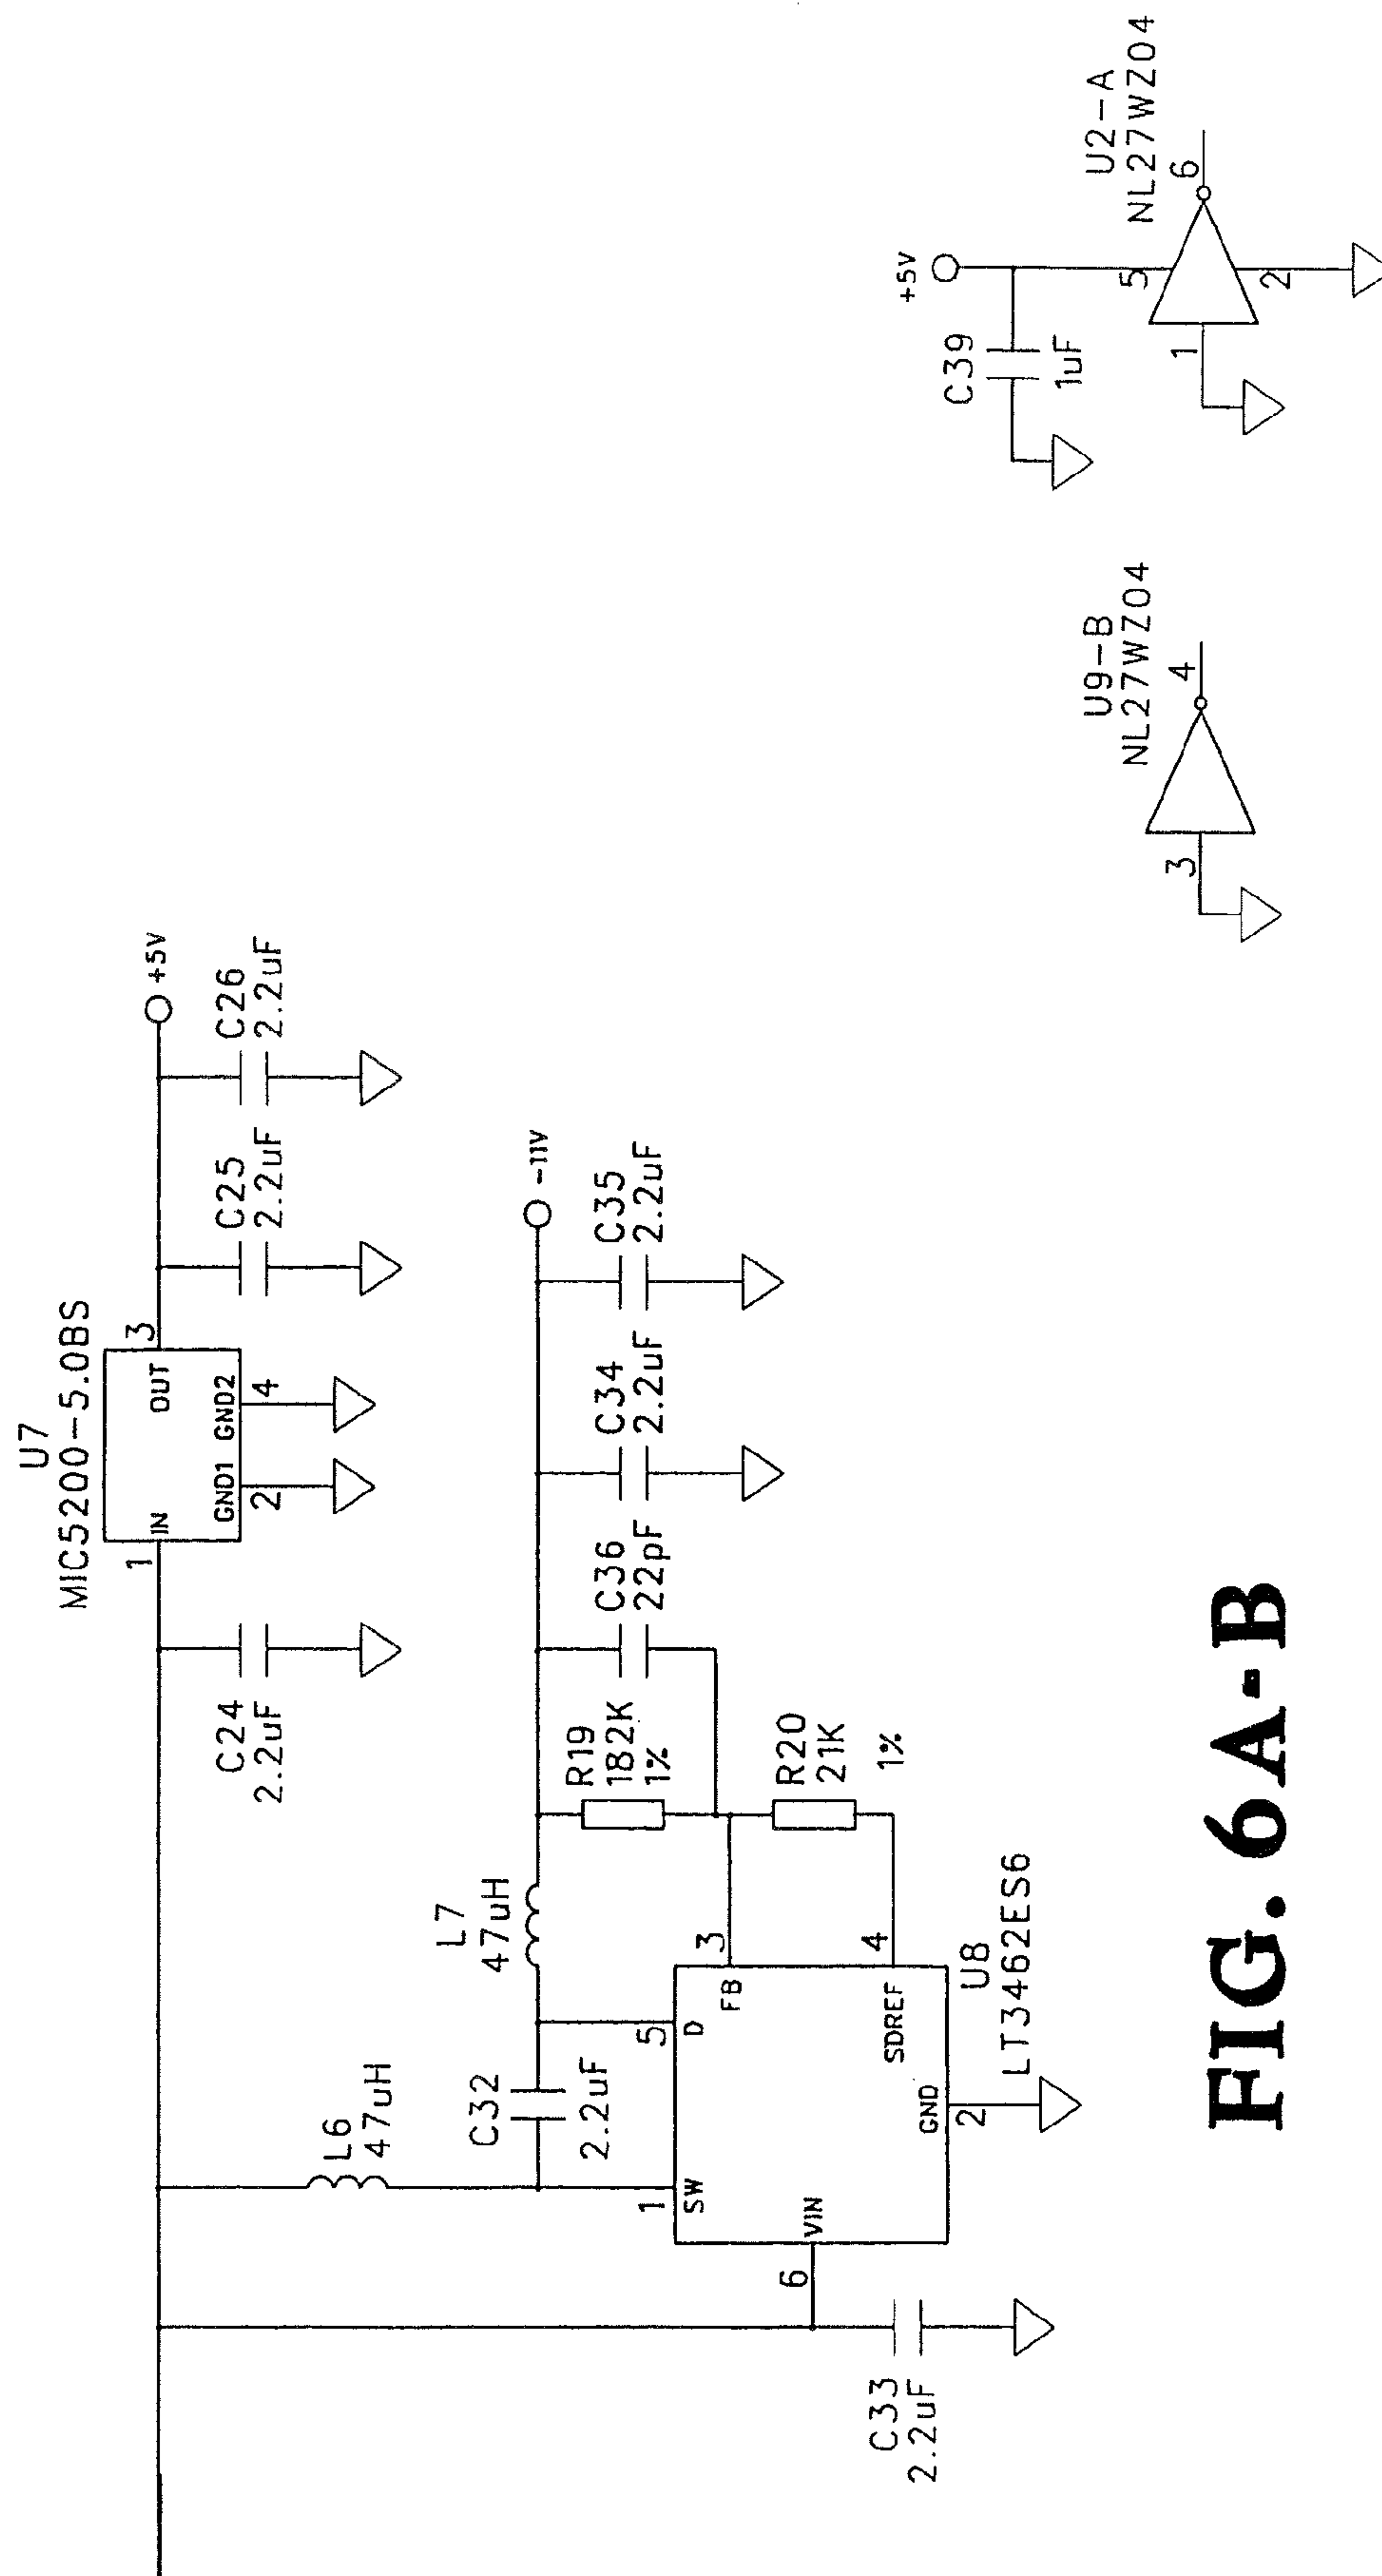 U7
MIC5200-5.0BS
1
IN
OUT
3
GND1
GND2
2
4
+5V
C24
2.2uF
C25
2.2uF
C26
2.2uF
L6
47uH
L7
47uH
C32
2.2uF
R19
182K
1%
C36
22pF
C34
2.2uF
C35
2.2uF
-11V
R20
21K
1%
1
SW
5
D
3
FB
4
SDREF
6
VIN
GND
2
U8
LT3462ES6
C33
2.2uF
U9-B
NL27WZ04
3
4
+5V
C39
1uF
U2-A
NL27WZ04
5
1
2
6
FIG. 6A-B